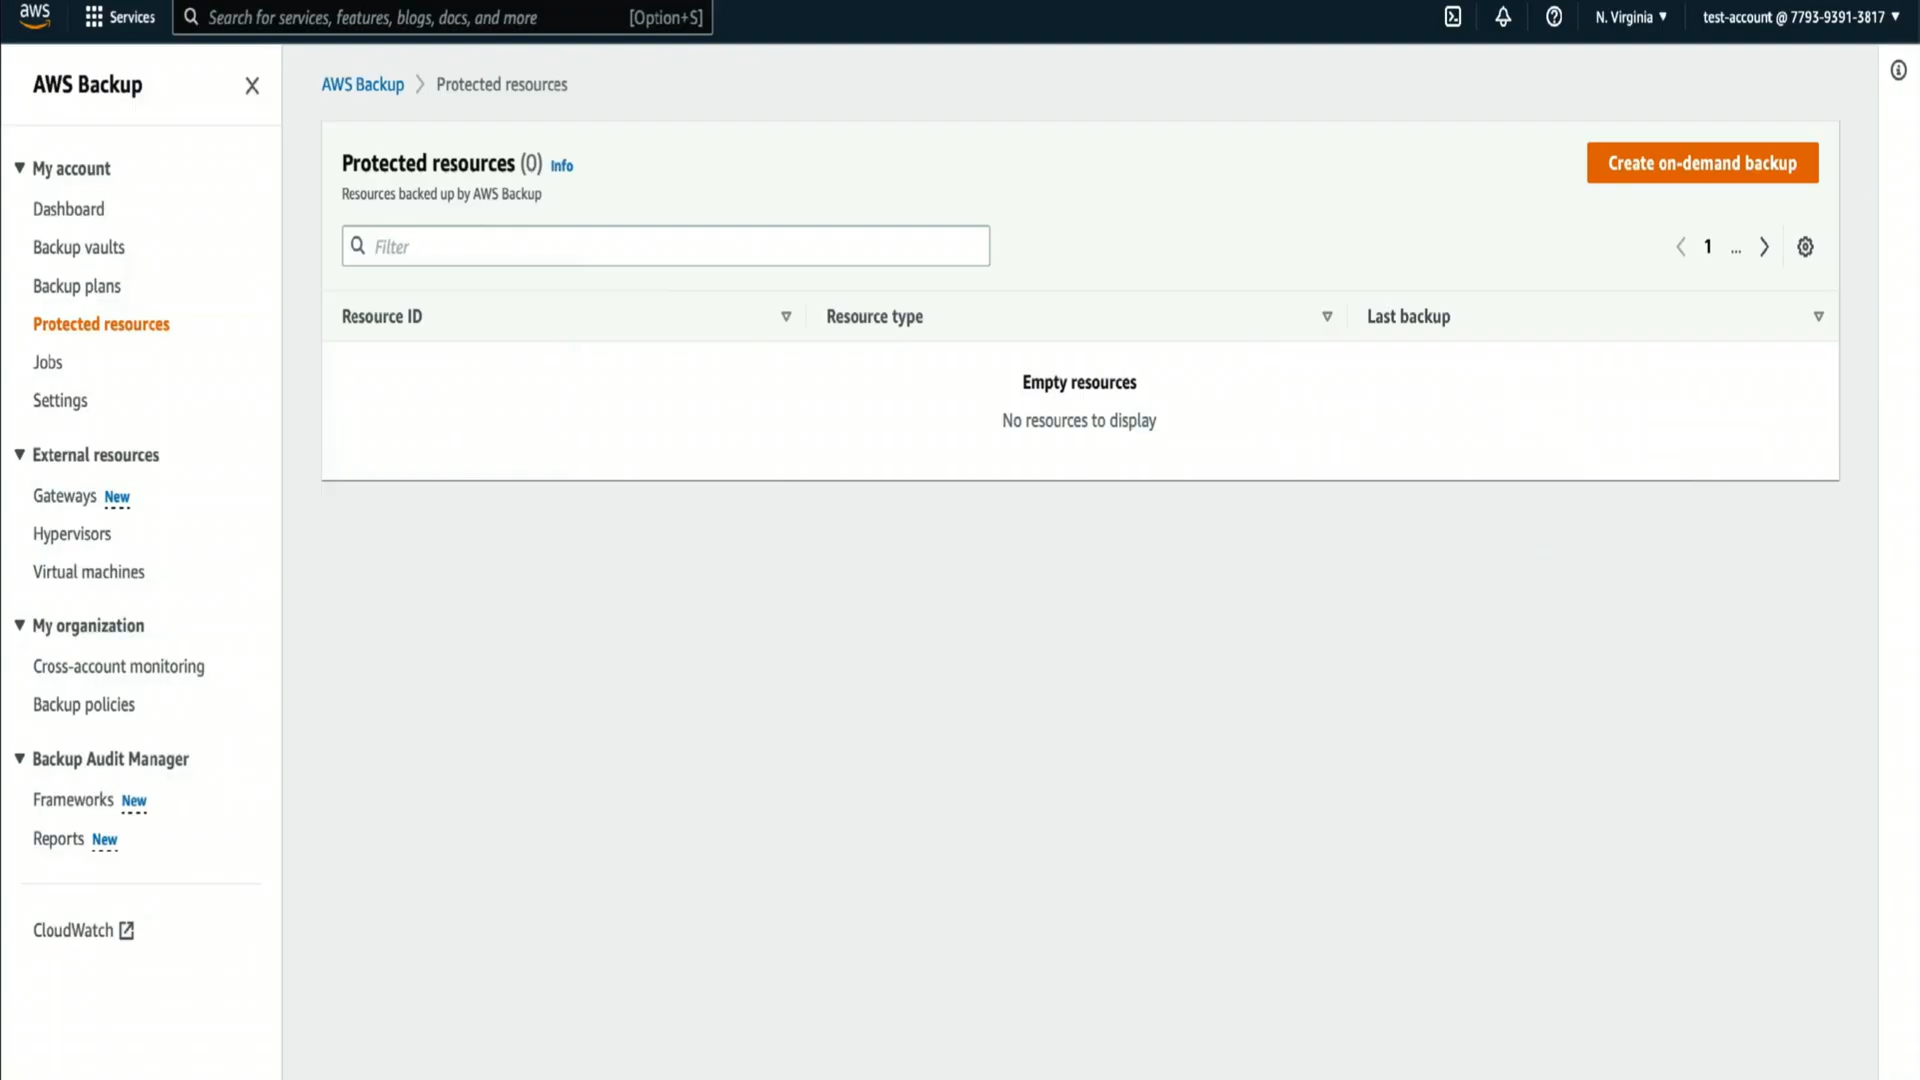 aws
Services
Search for services, features, blogs, docs, and more
[Option+S]
N. Virginia
test-account @ 7793-9391-3817
AWS Backup
My account
Dashboard
Backup vaults
Backup plans
Protected resources
Jobs
Settings
External resources
Gateways New
Hypervisors
Virtual machines
My organization
Cross-account monitoring
Backup policies
Backup Audit Manager
Frameworks New
Reports New
CloudWatch
AWS Backup
Protected resources
Protected resources (0) Info
Resources backed up by AWS Backup
Create on-demand backup
Filter
1 ...
Resource ID
Resource type
Last backup
Empty resources
No resources to display